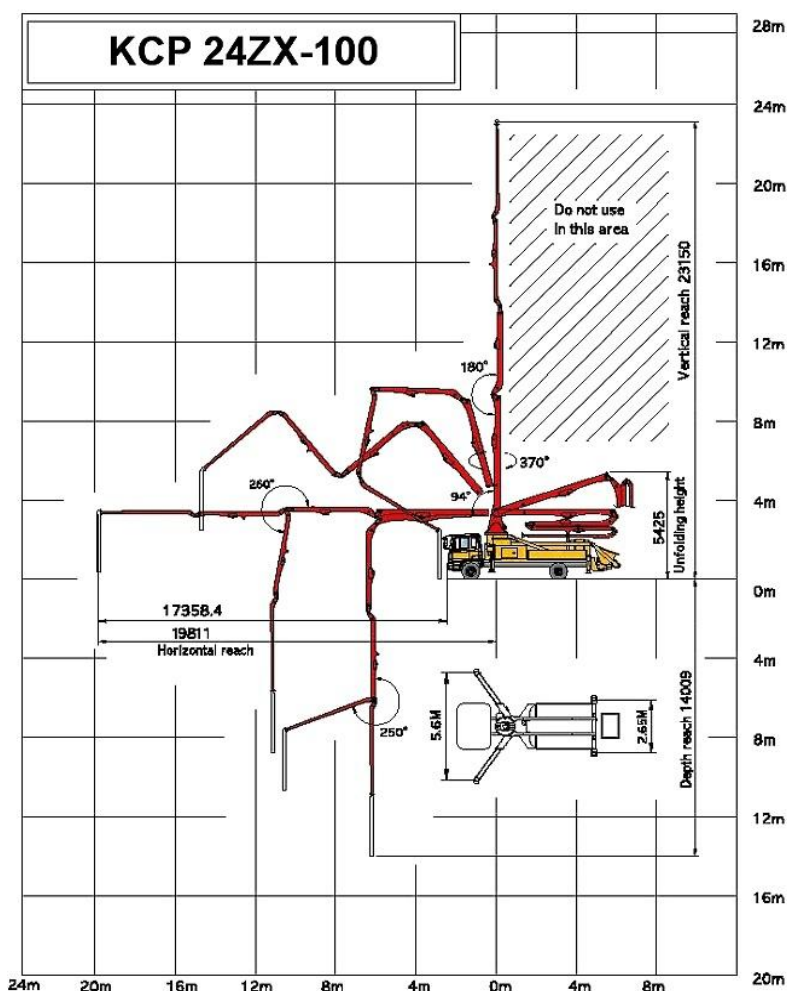 KCP 24ZX-100
28m
24m
20m
Do not use
in this area
16m
Vertical reach 23150
12m
180°
8m
370°
260°
94°
4m
5425
Unfolding height
0m
17358.4
19811
Horizontal reach
4m
5.6M
2.65M
Depth reach 14009
250°
8m
12m
16m
20m
24m 20m 16m 12m 8m 4m 0m 4m 8m